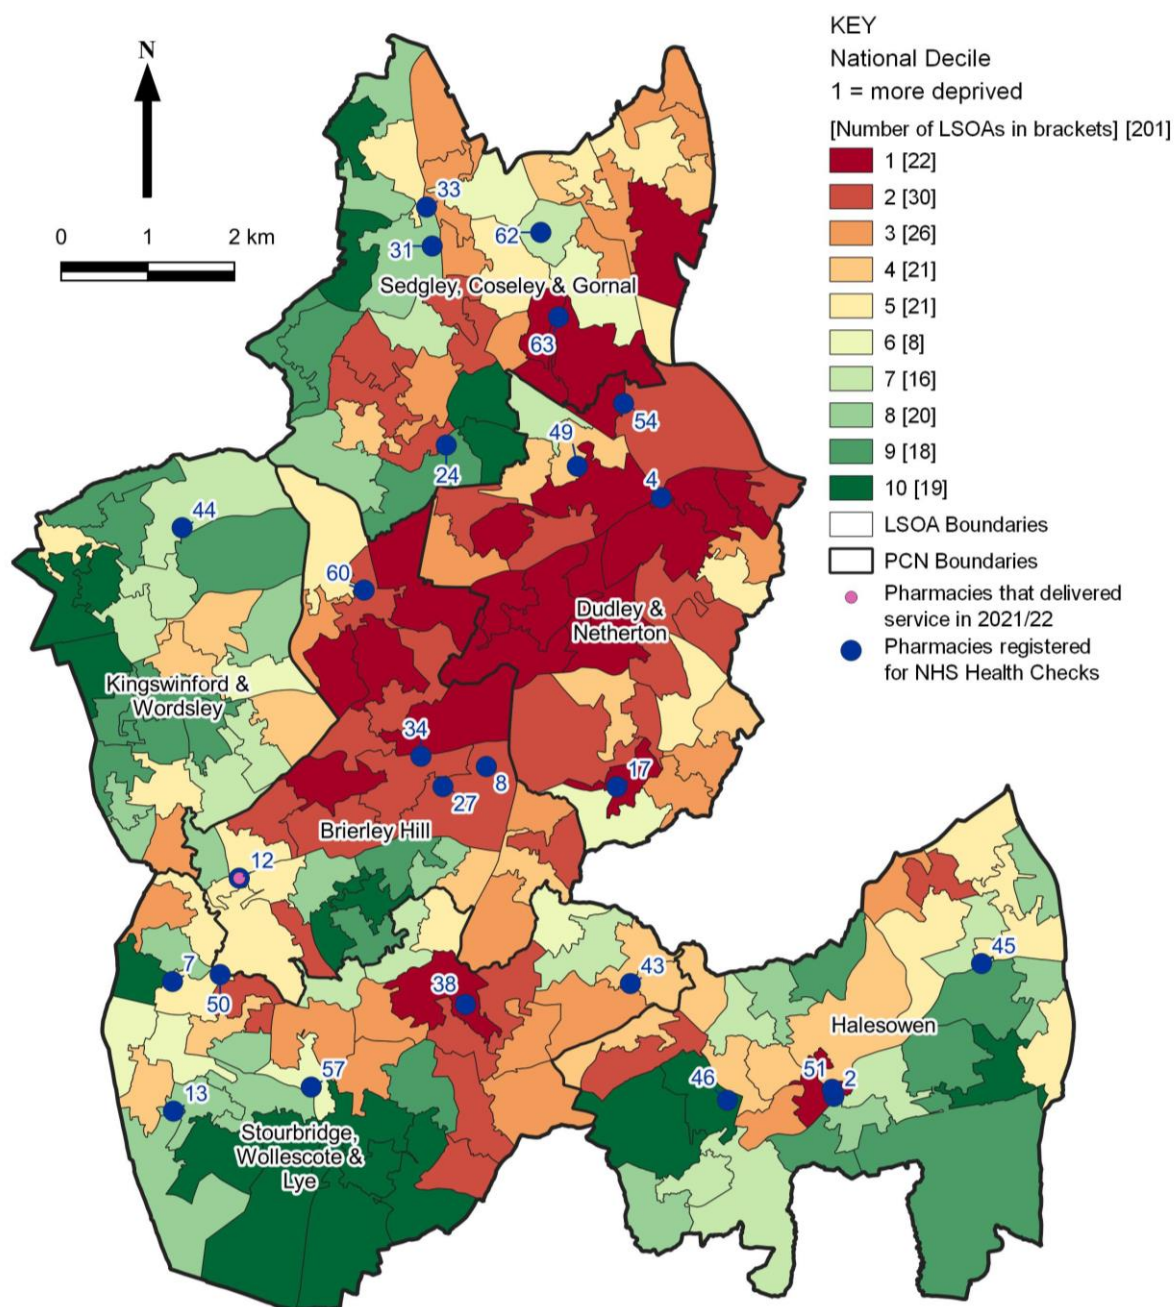 KEY
National Decile
1 = more deprived
[Number of LSOAs in brackets] [201]
1 [22]
2 [30]
3 [26]
4 [21]
5 [21]
6 [8]
7 [16]
8 [20]
9 [18]
10 [19]
LSOA Boundaries
PCN Boundaries
Pharmacies that delivered
service in 2021/22
Pharmacies registered
for NHS Health Checks
N
0 1 2 km
33
62
31
Sedgley, Coseley & Gornal
63
54
49
24
4
44
60
Dudley &
Netherton
Kingswinford &
Wordsley
34
17
8
27
Brierley Hill
12
7
50
38
43
45
Halesowen
57
13
46
51
2
Stourbridge,
Wollescote &
Lye